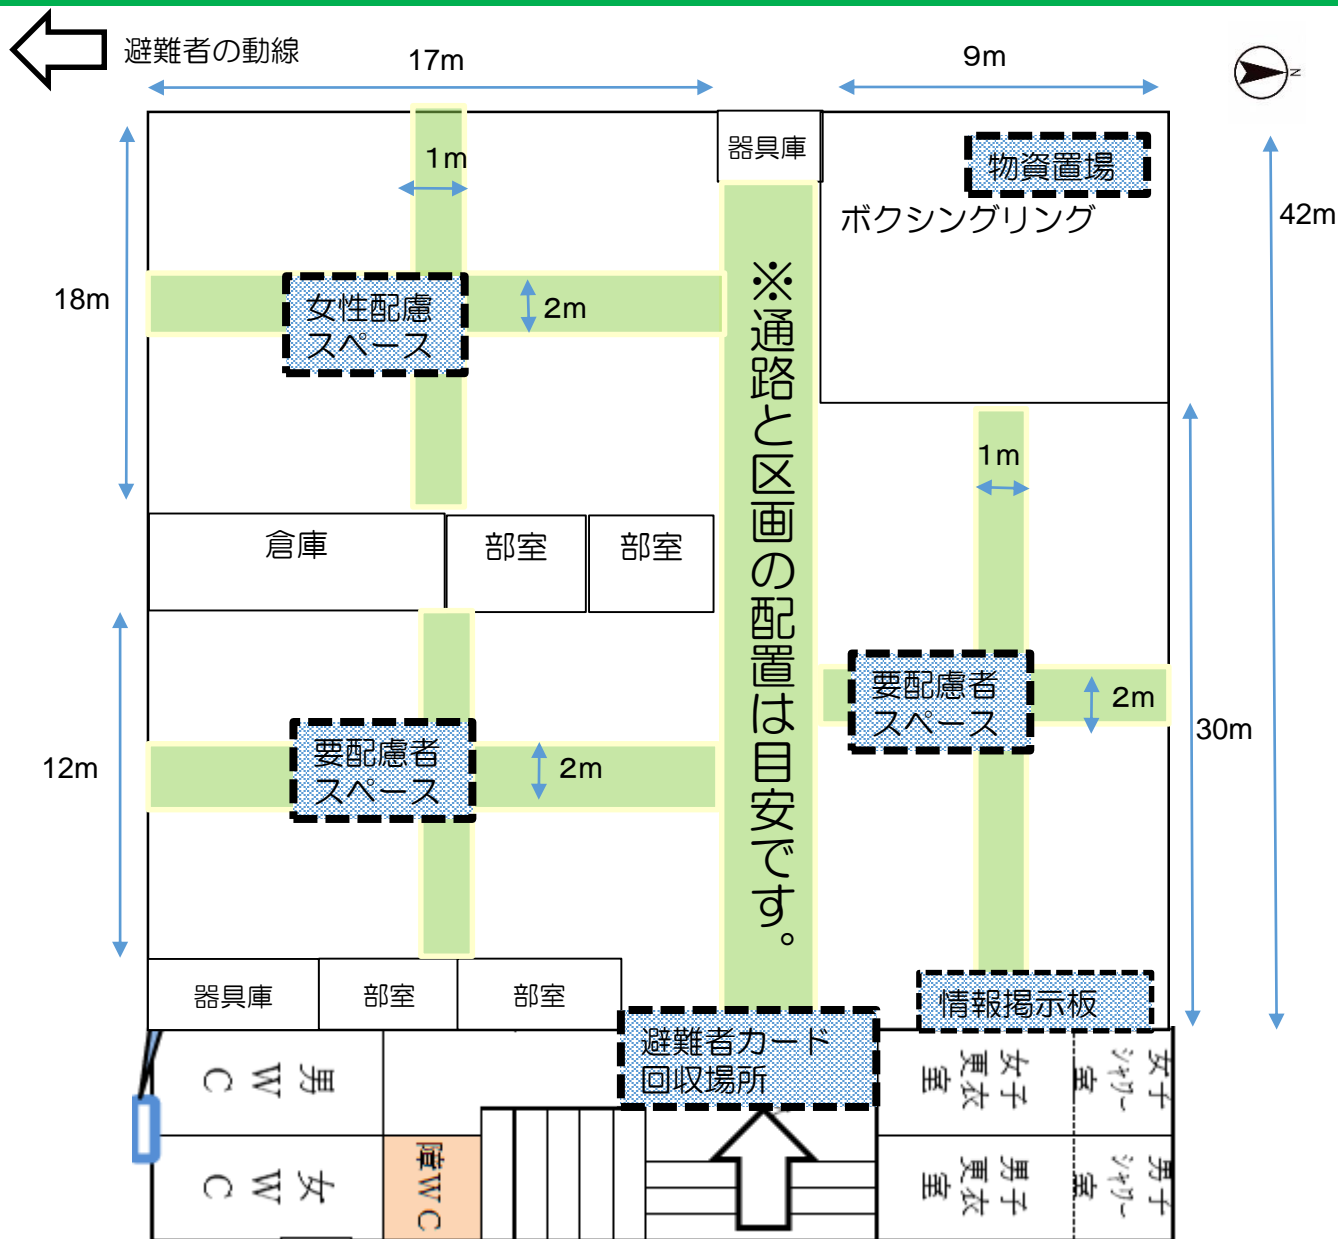 避難者の動線
17m
9m
N
1m
器具庫
物資置場
ボクシングリング
42m
18m
女性配慮
スペース
2m
※通路と区画の配置は目安です。
1m
倉庫
部室
部室
要配慮者
スペース
2m
30m
12m
要配慮者
スペース
2m
器具庫
部室
部室
情報掲示板
避難者カード
回収場所
男WC
女子更衣室
女子シャワー室
女WC
障WC
男子更衣室
男子シャワー室